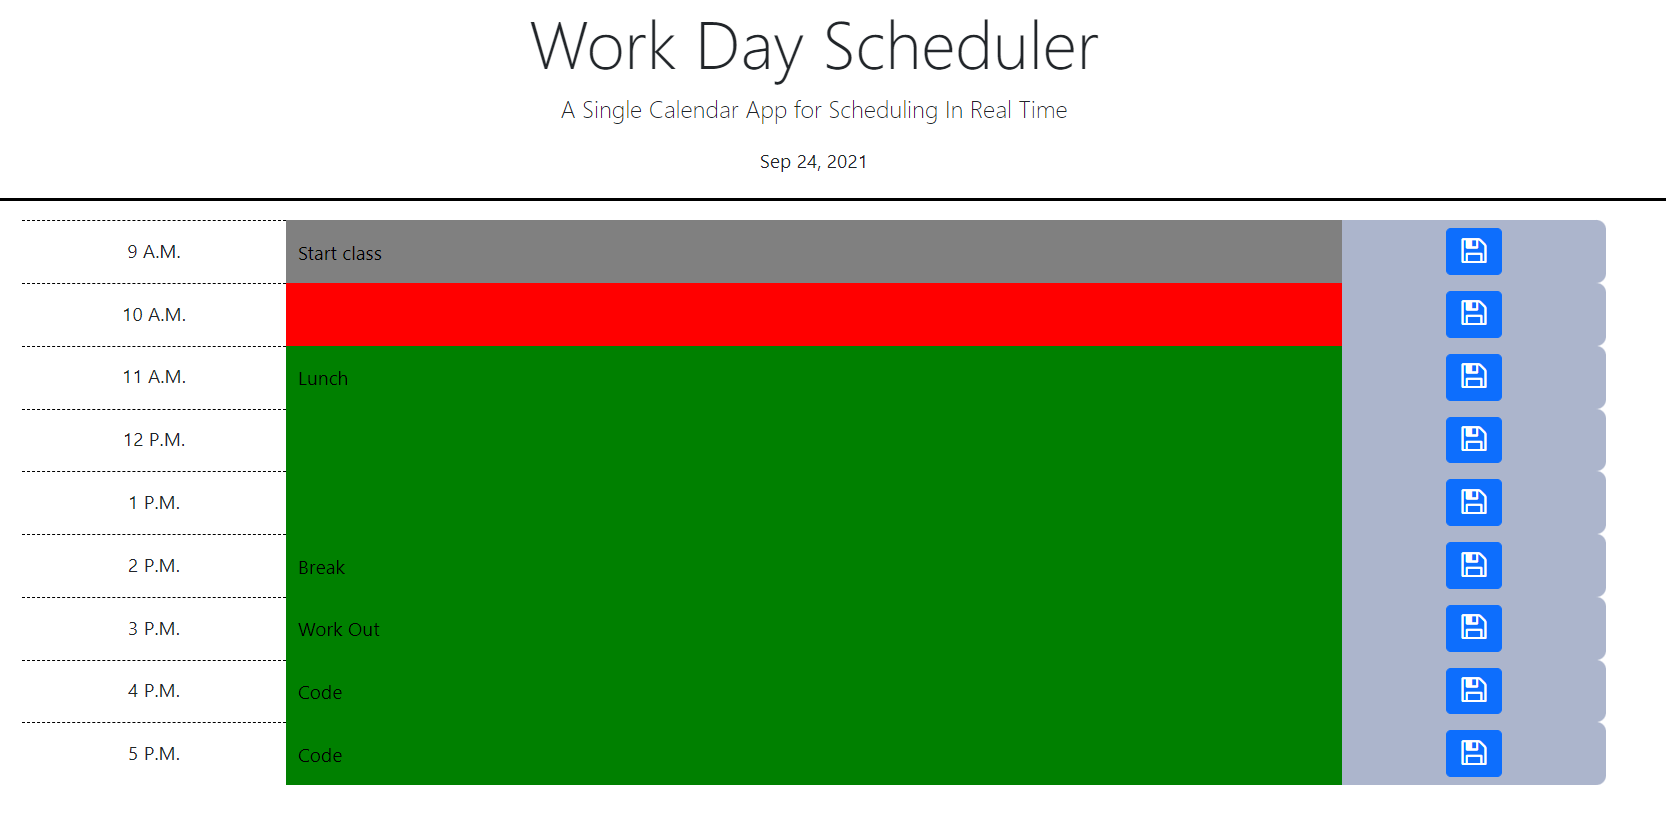 Work Day Scheduler
A Single Calendar App for Scheduling In Real Time
Sep 24, 2021
9 A.M. Start class
10 A.M.
11 A.M. Lunch
12 P.M.
1 P.M.
2 P.M. Break
3 P.M. Work Out
4 P.M. Code
5 P.M. Code